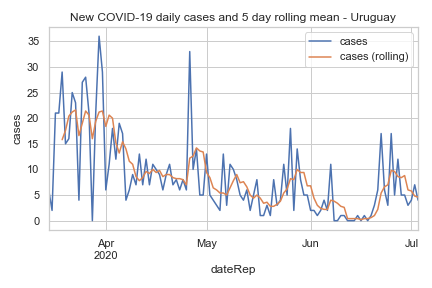 New COVID-19 daily cases and 5 day rolling mean - Uruguay
cases
cases (rolling)
35
30
25
20
15
10
5
0
cases
Apr
2020
May
Jun
Jul
dateRep